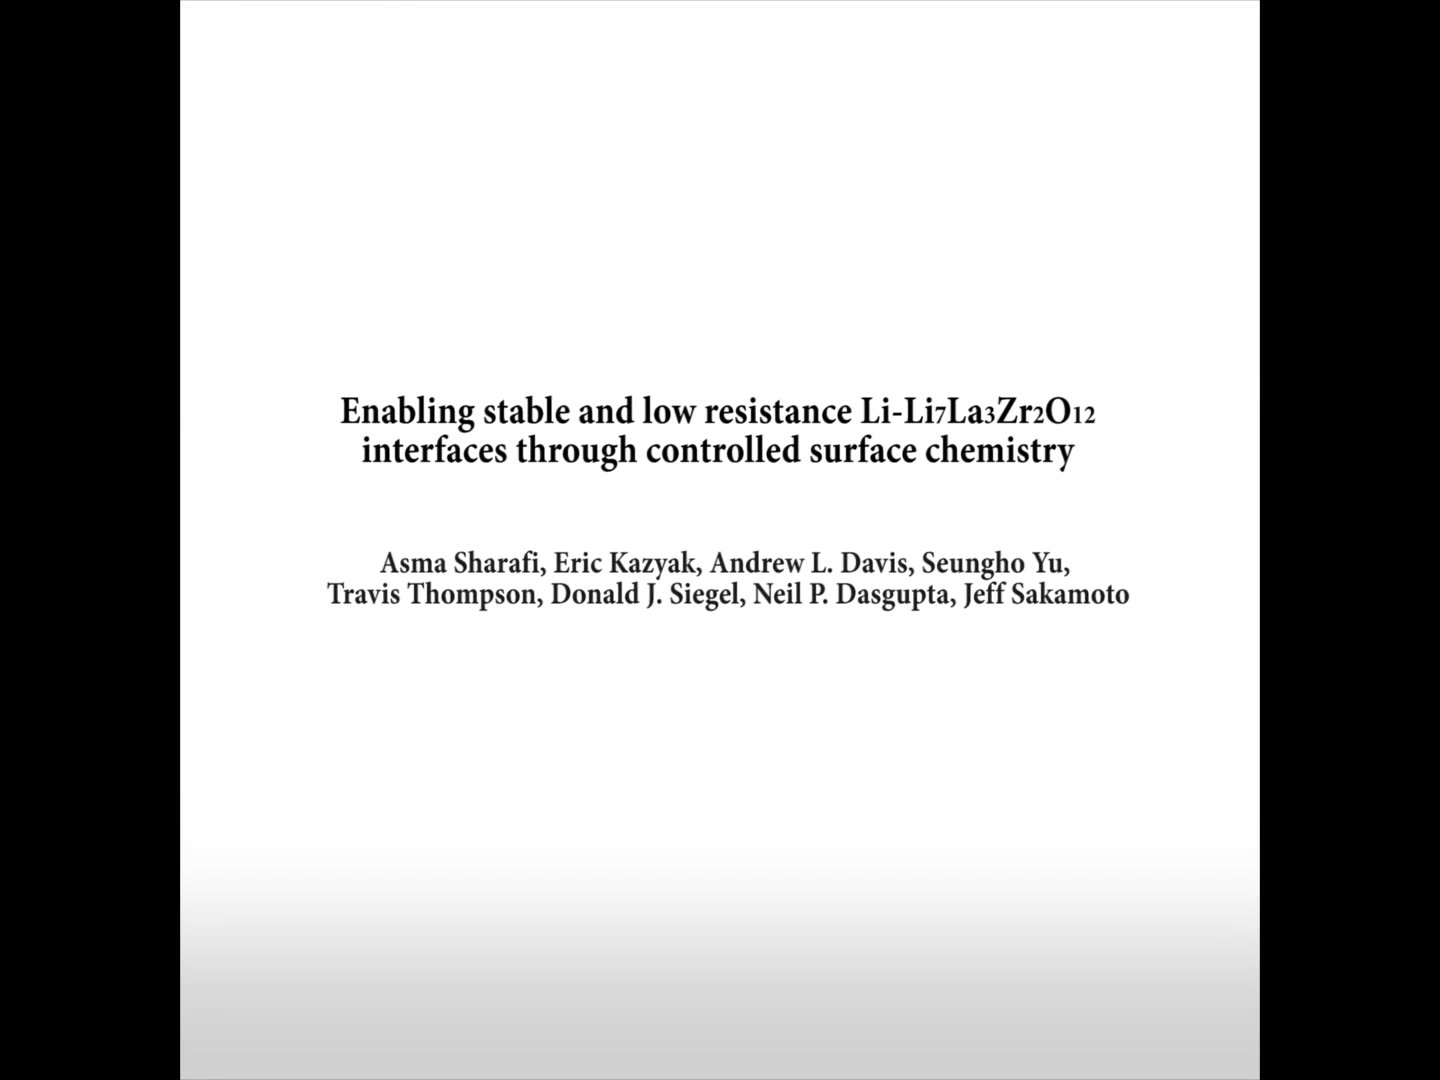 Enabling stable and low resistance Li-Li₇La₃Zr₂O₁₂
interfaces through controlled surface chemistry
Asma Sharafi, Eric Kazyak, Andrew L. Davis, Seungho Yu,
Travis Thompson, Donald J. Siegel, Neil P. Dasgupta, Jeff Sakamoto